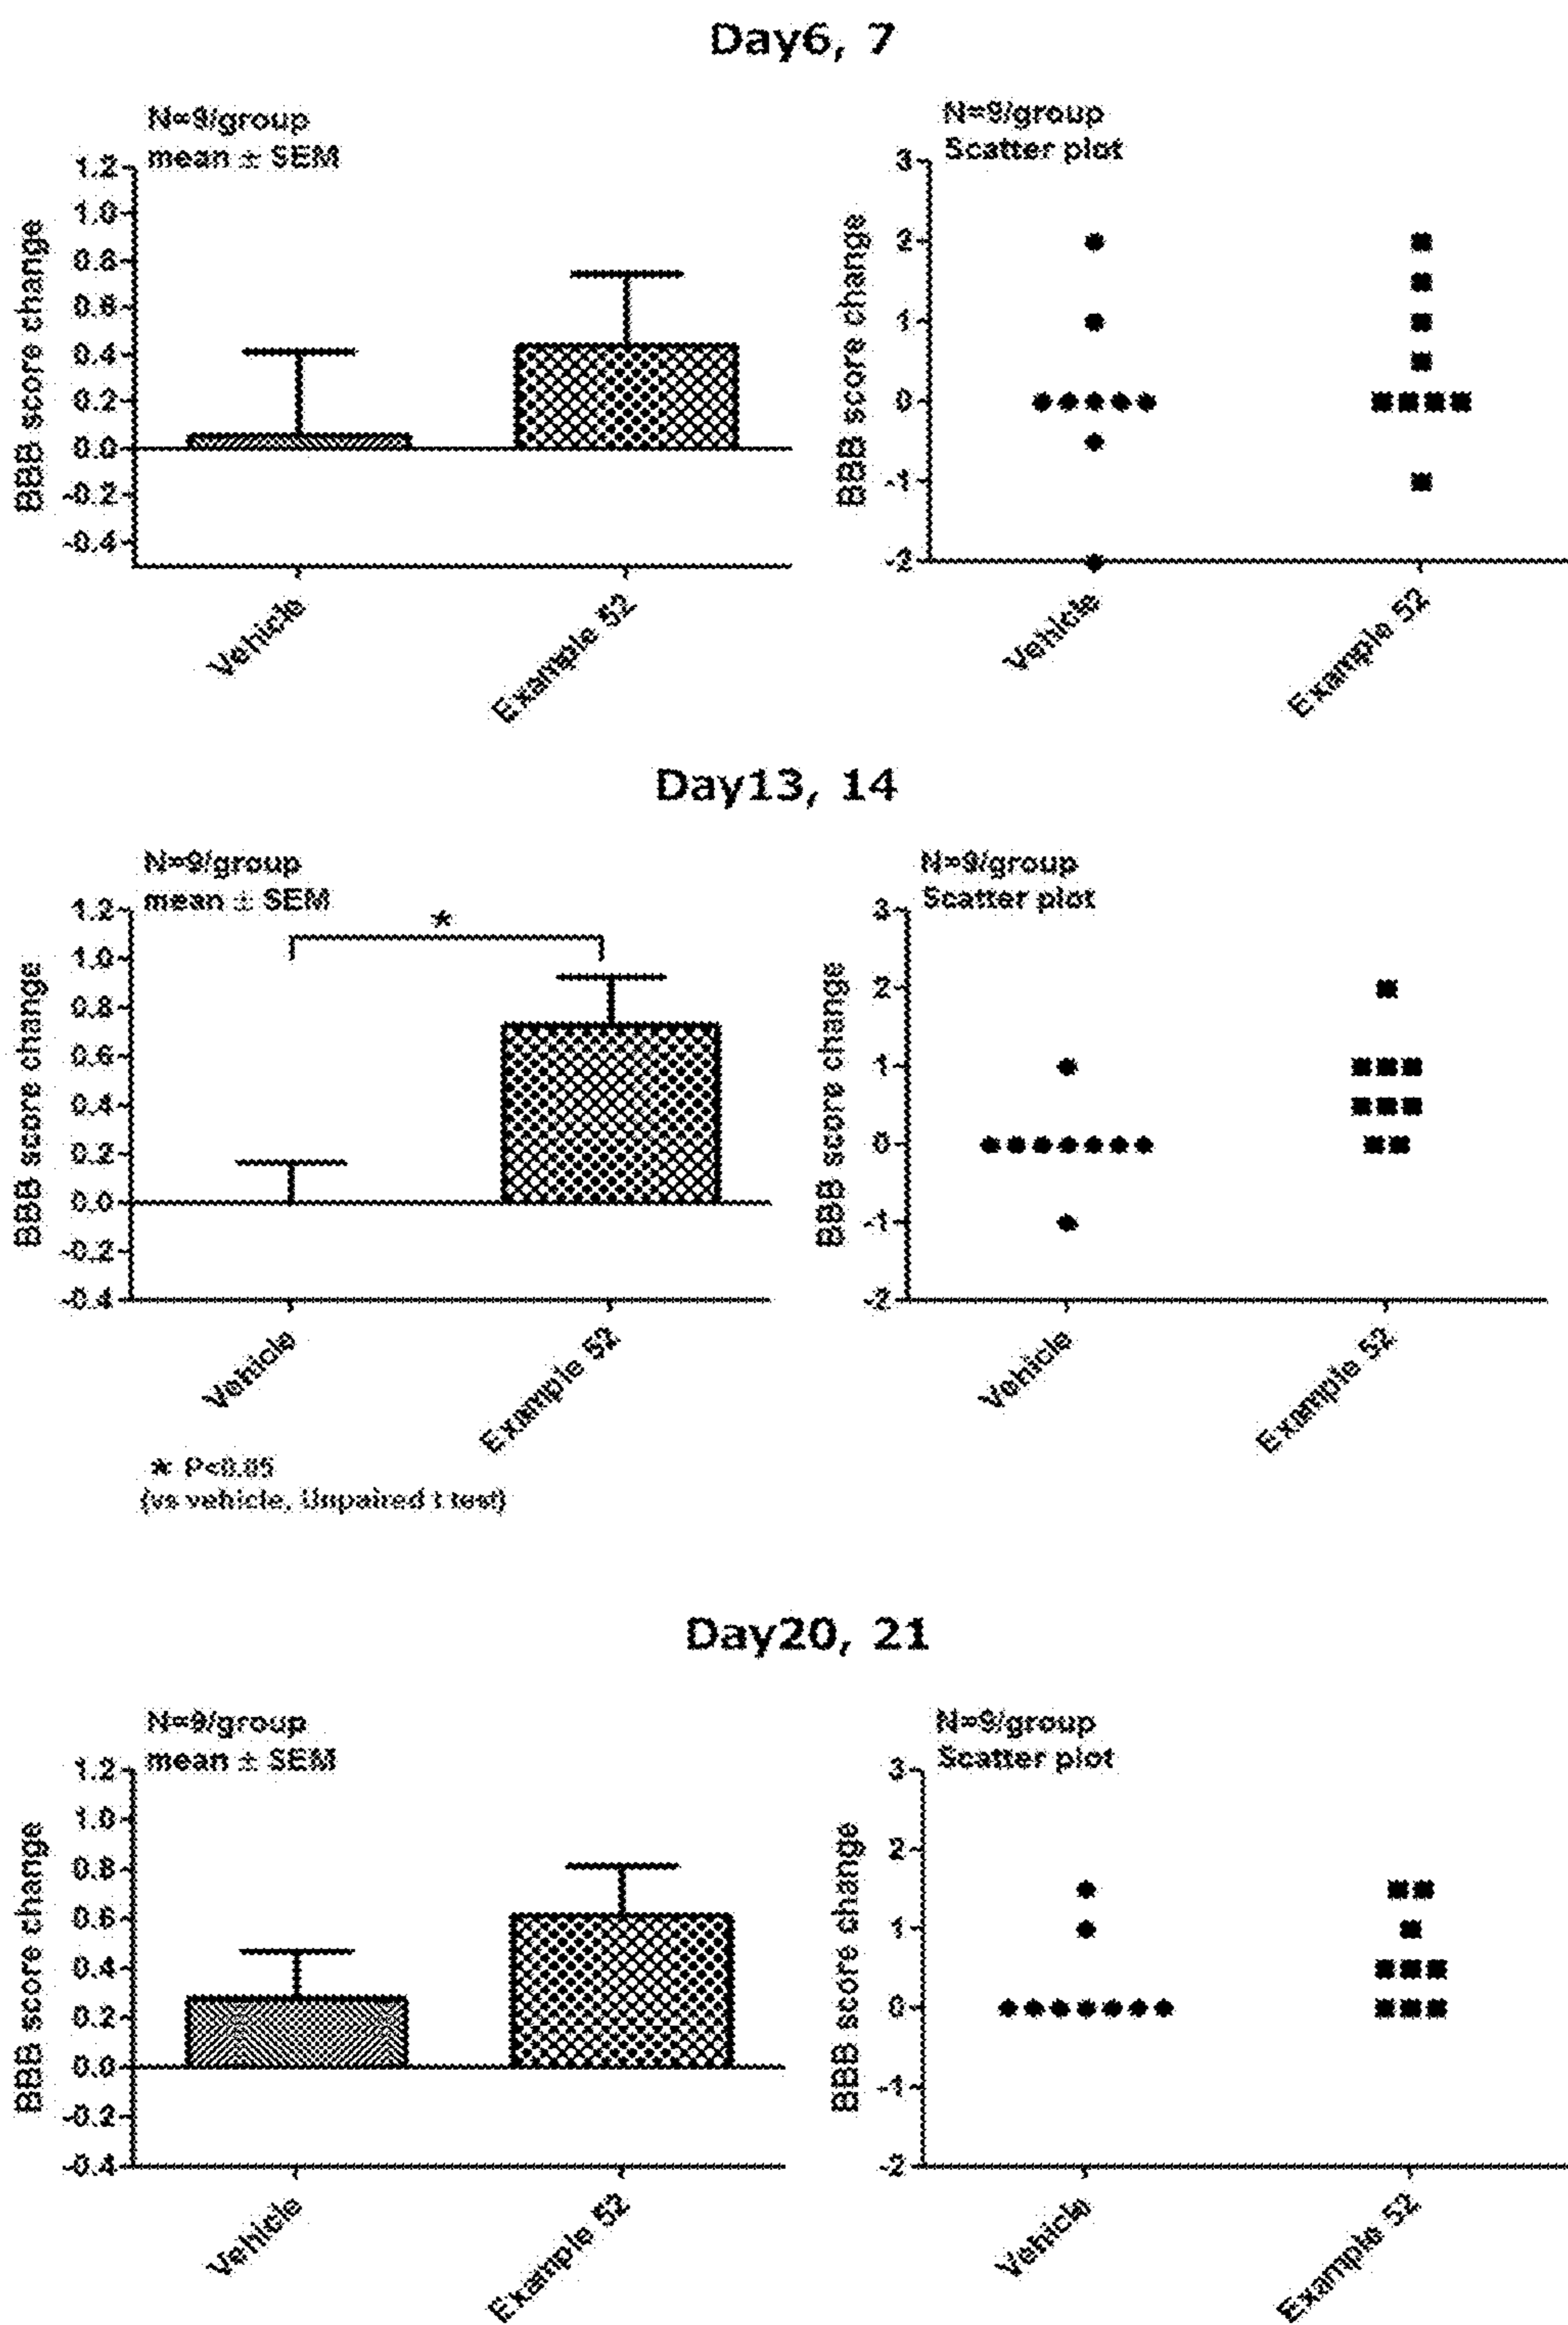 Day6, 7
N=9/group
mean ± SEM
1.2
1.0
0.8
0.6
0.4
0.2
0.0
-0.2
-0.4
BBB score change
Vehicle
Example 52
N=9/group
Scatter plot
3
2
1
0
-1
-2
BBB score change
Vehicle
Example 52
Day13, 14
N=9/group
mean ± SEM
1.2
1.0
0.8
0.6
0.4
0.2
0.0
-0.2
-0.4
BBB score change
*
Vehicle
Example 52
* P<0.05
(vs vehicle, Unpaired t test)
N=9/group
Scatter plot
3
2
1
0
-1
-2
BBB score change
Vehicle
Example 52
Day20, 21
N=9/group
mean ± SEM
1.2
1.0
0.8
0.6
0.4
0.2
0.0
-0.2
-0.4
BBB score change
Vehicle
Example 52
N=9/group
Scatter plot
3
2
1
0
-1
-2
BBB score change
Vehicle
Example 52